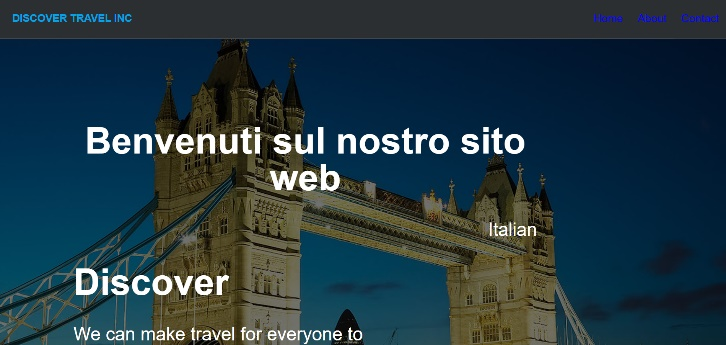 DISCOVER TRAVEL INC
Home About Contact
Benvenuti sul nostro sito
web
Italian
Discover
We can make travel for everyone to